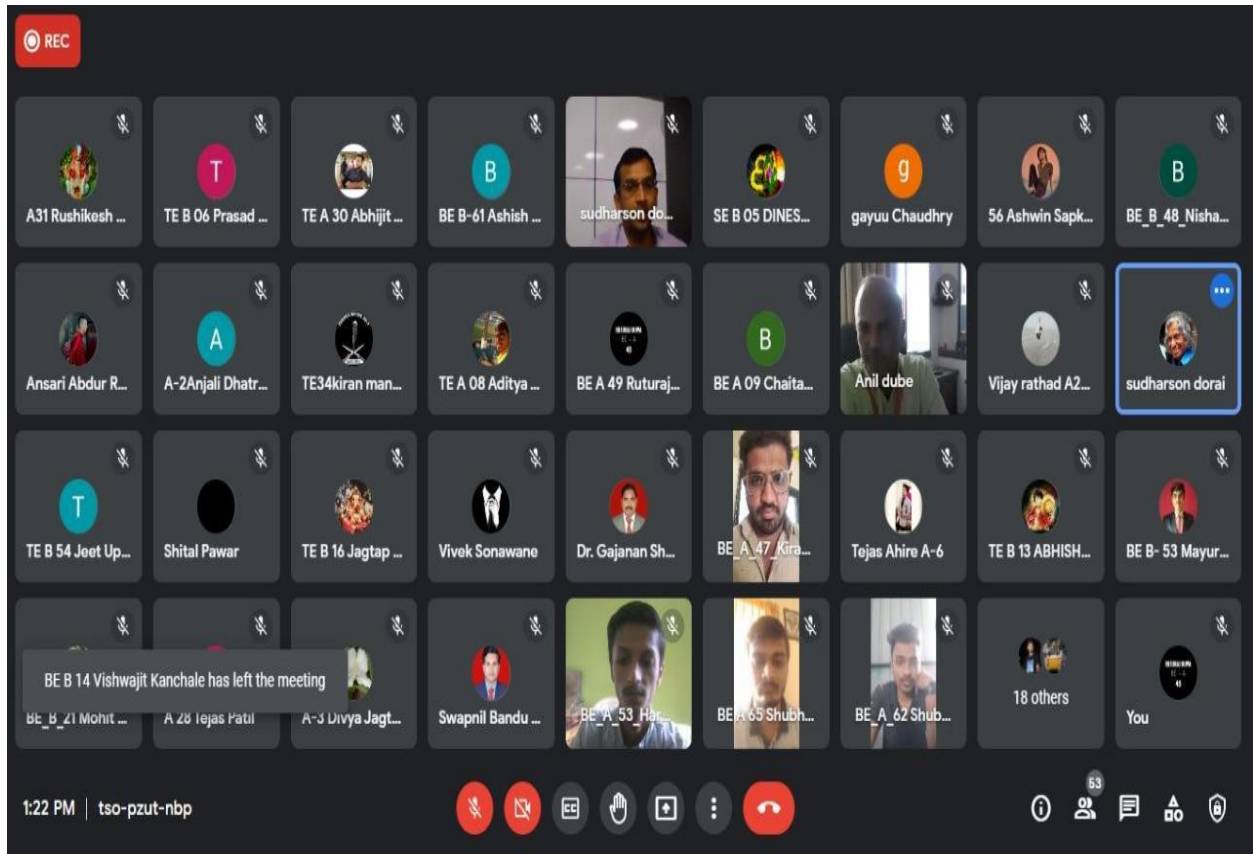 REC
A31 Rushikesh ...
TE B 06 Prasad ...
TE A 30 Abhijit ...
B
BE B-61 Ashish ...
sudharson do...
SE B 05 DINES...
g
gayuu Chaudhry
56 Ashwin Sapk...
B
BE_B_48_Nisha...
T
Ansari Abdur R...
A
A-2Anjali Dhatr...
TE34kiran man...
TE A 08 Aditya ...
BE A 49 Ruturaj...
B
BE A 09 Chaita...
Anil dube
Vijay rathad A2...
sudharson dorai
T
TE B 54 Jeet Up...
Shital Pawar
TE B 16 Jagtap ...
Vivek Sonawane
Dr. Gajanan Sh...
BE_A_47_Kira...
Tejas Ahire A-6
TE B 13 ABHISH...
BE B- 53 Mayur...
BE B 14 Vishwajit Kanchale has left the meeting
BE_B_21 Mohit ...
A 28 Tejas Patil
A-3 Divya Jagt...
Swapnil Bandu ...
BE_A_53_Har...
BE A 65 Shubh...
BE_A_62 Shub...
18 others
You
1:22 PM | tso-pzut-nbp
CC
53